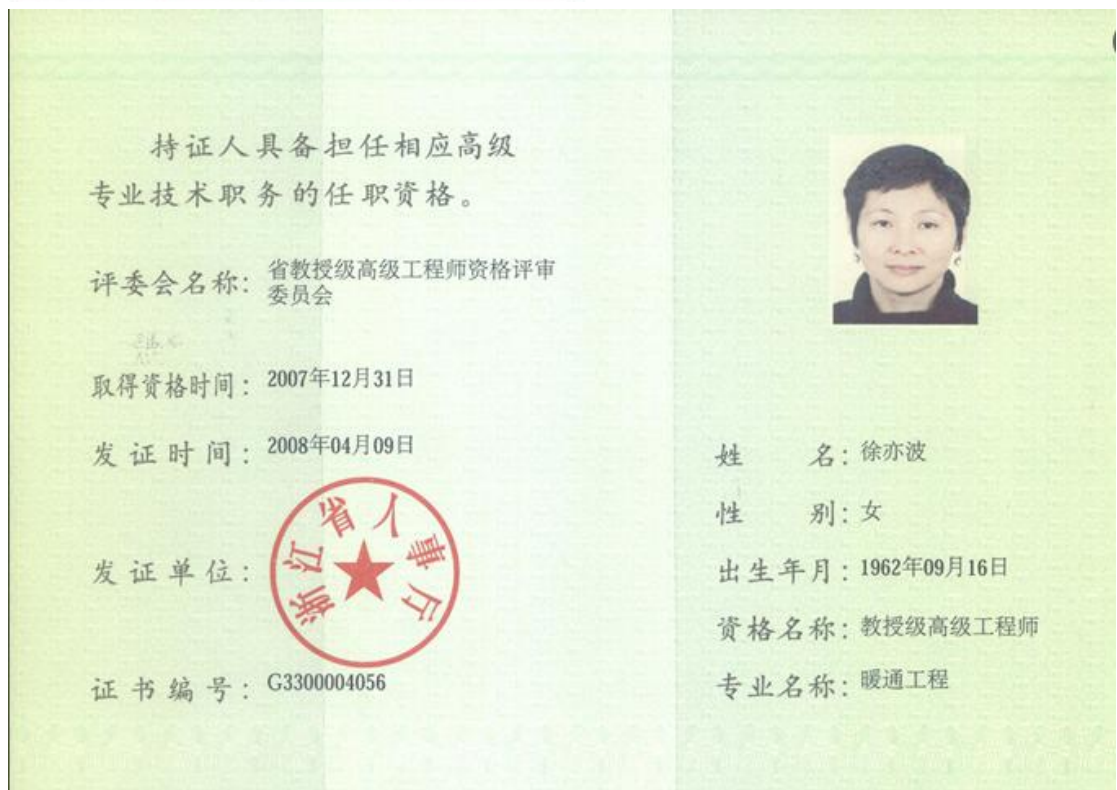 持证人具备担任相应高级
专业技术职务的任职资格。
评委会名称：省教授级高级工程师资格评审
委员会
取得资格时间：2007年12月31日
发证时间：2008年04月09日
发证单位：
浙江省人事厅
证书编号：G3300004056
姓名：徐亦波
性别：女
出生年月：1962年09月16日
资格名称：教授级高级工程师
专业名称：暖通工程